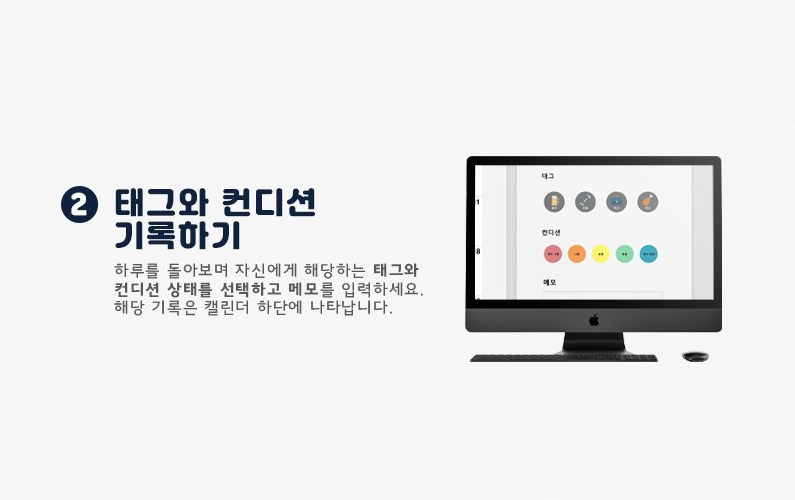 2 태그와 컨디션
기록하기
하루를 돌아보며 자신에게 해당하는 태그와
컨디션 상태를 선택하고 메모를 입력하세요.
해당 기록은 캘린더 하단에 나타납니다.
태그
1
컨디션
8
메모